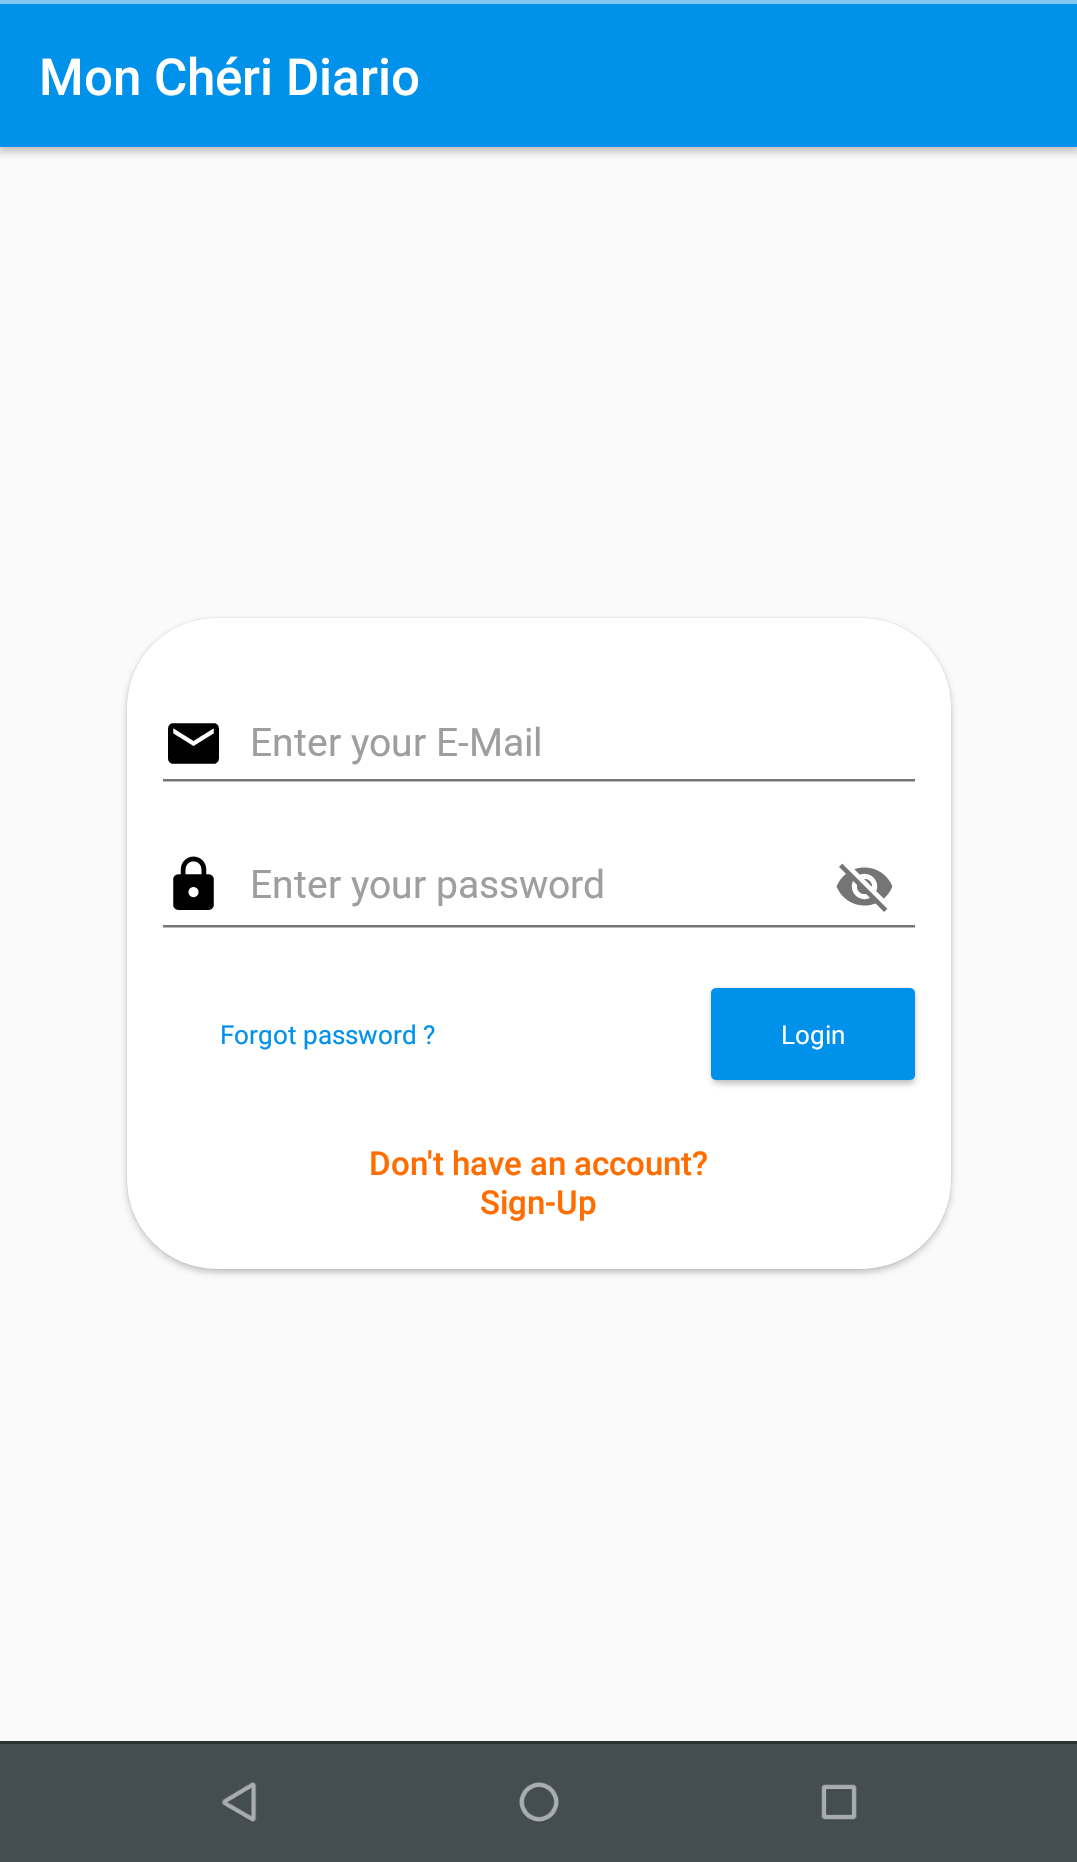 Mon Chéri Diario
Enter your E-Mail
Enter your password
Forgot password ?
Login
Don't have an account?
Sign-Up